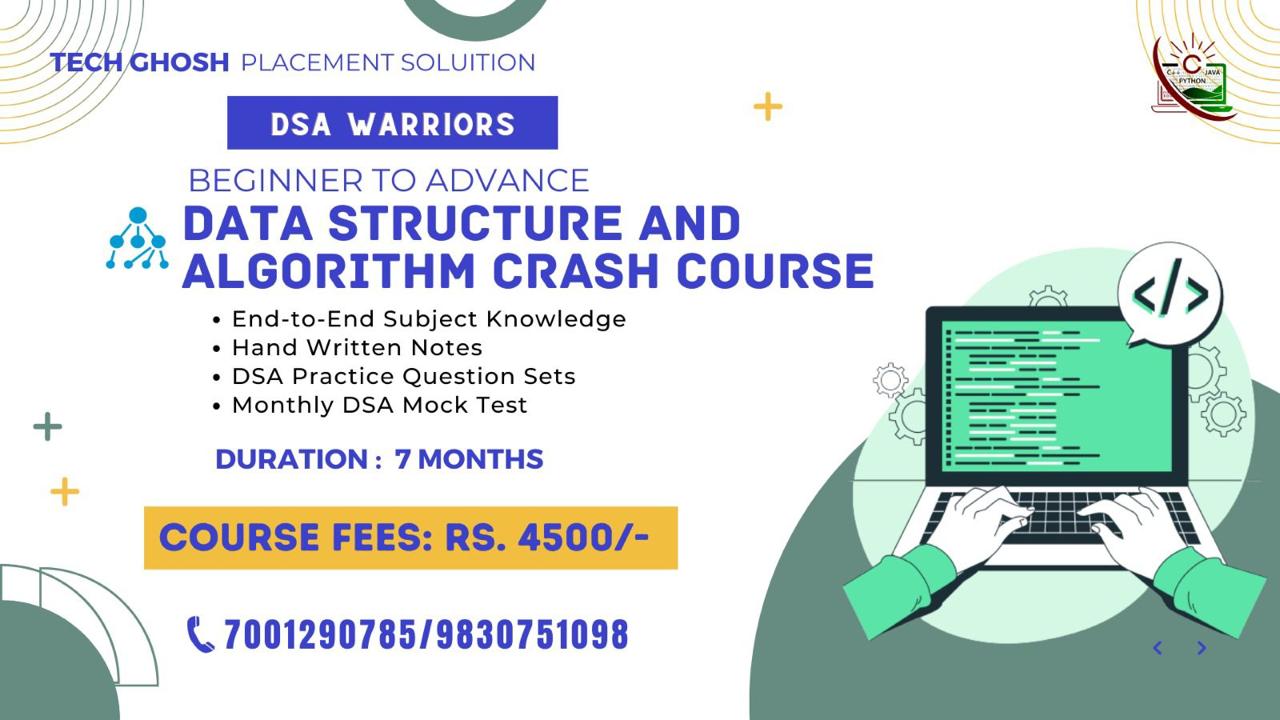 TECH GHOSH PLACEMENT SOLUITION
C++ C JAVA
PYTHON
DSA WARRIORS
BEGINNER TO ADVANCE
DATA STRUCTURE AND
ALGORITHM CRASH COURSE
</>
• End-to-End Subject Knowledge
• Hand Written Notes
• DSA Practice Question Sets
• Monthly DSA Mock Test
DURATION : 7 MONTHS
COURSE FEES: RS. 4500/-
7001290785/9830751098